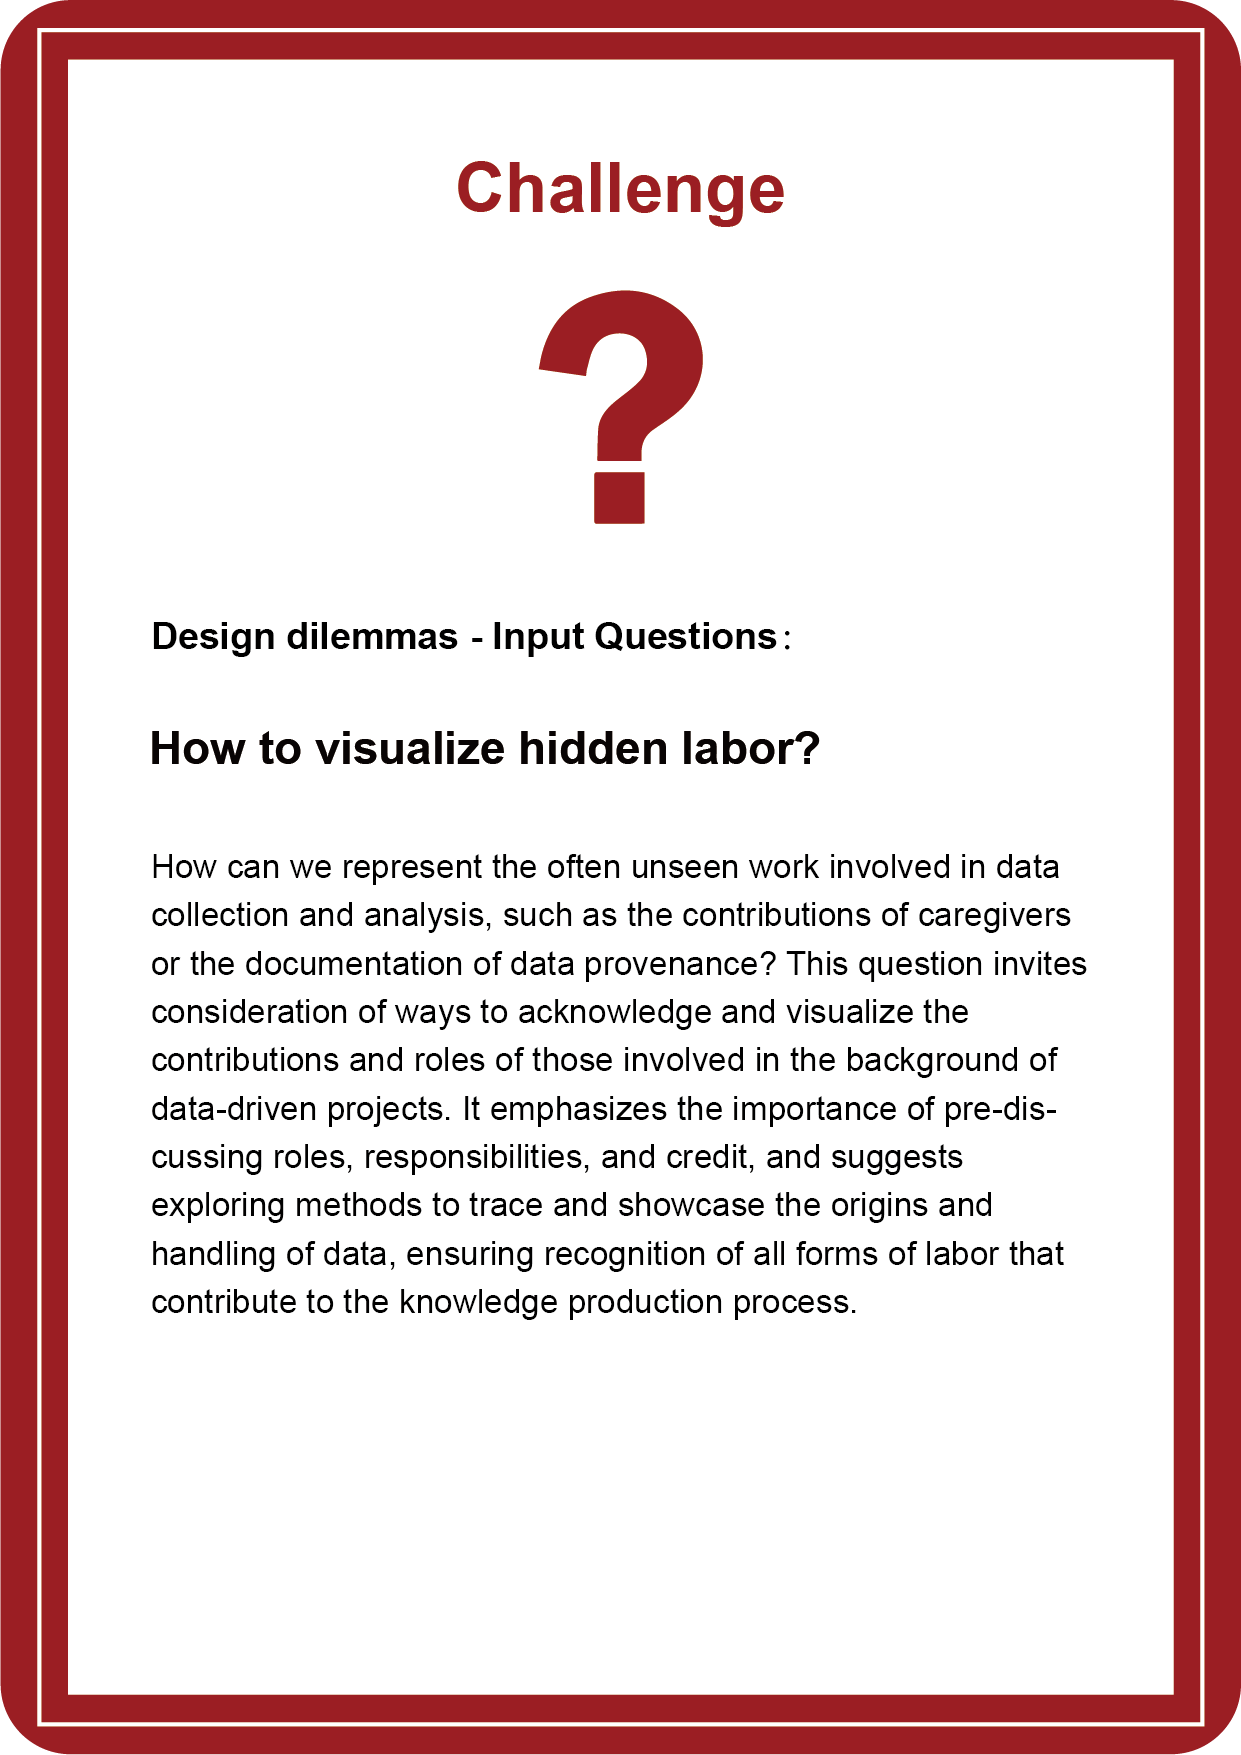 Challenge
?
Design dilemmas - Input Questions:
How to visualize hidden labor?
How can we represent the often unseen work involved in data
collection and analysis, such as the contributions of caregivers
or the documentation of data provenance? This question invites
consideration of ways to acknowledge and visualize the
contributions and roles of those involved in the background of
data-driven projects. It emphasizes the importance of pre-dis-
cussing roles, responsibilities, and credit, and suggests
exploring methods to trace and showcase the origins and
handling of data, ensuring recognition of all forms of labor that
contribute to the knowledge production process.